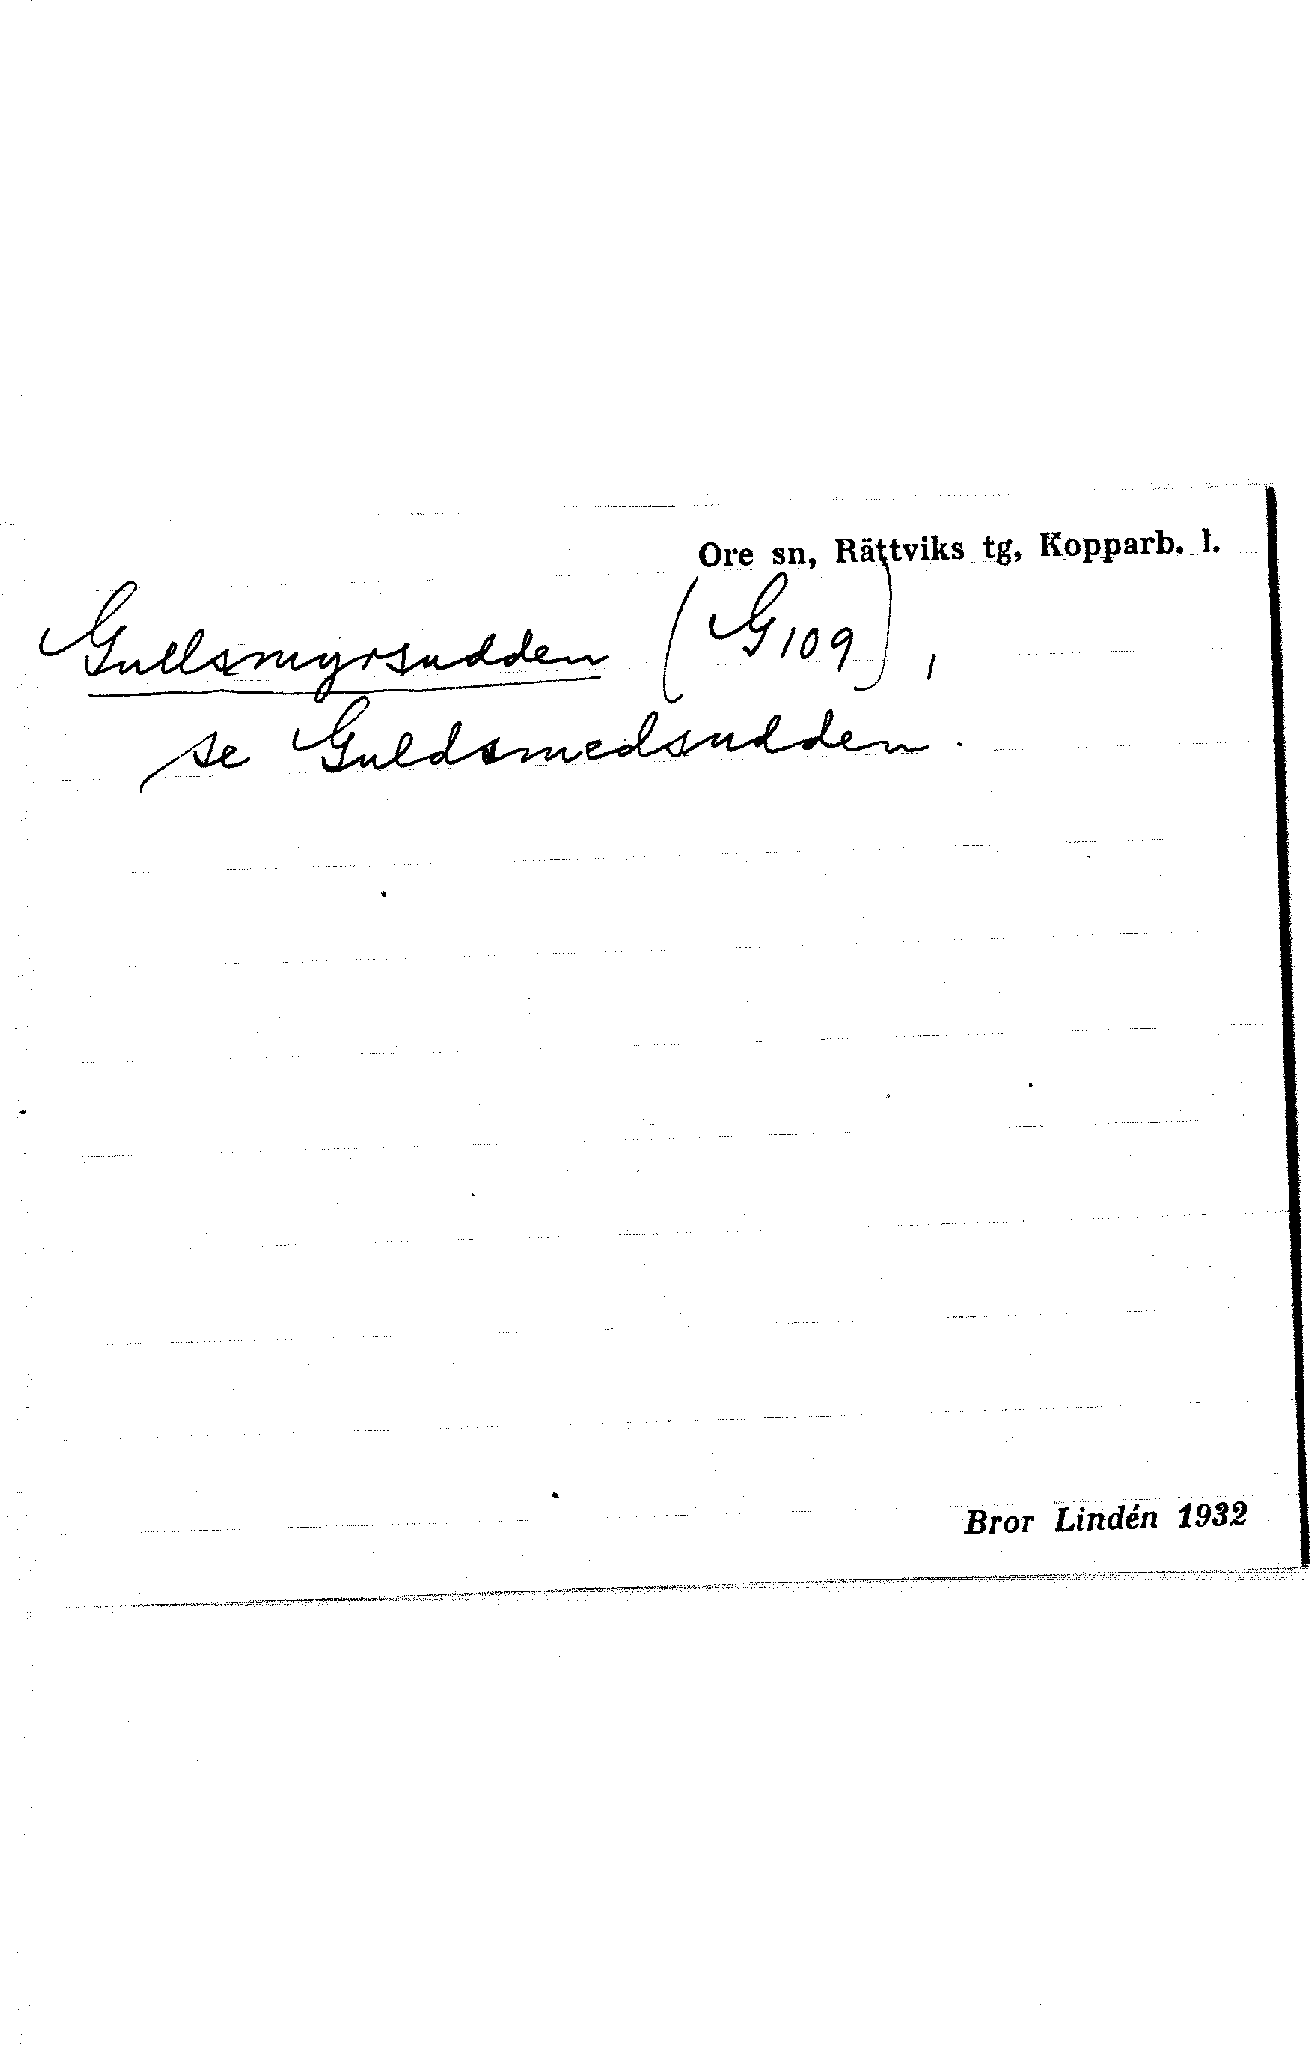 Ore sn, Rättviks tg, Kopparb. l.
Gullsmyrsudden (G109),
se Guldsmedsudden.
Bror Lindén 1932